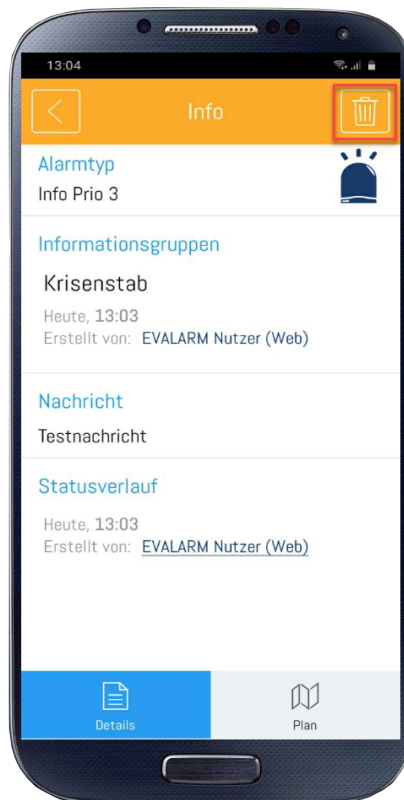 13:04
Info
Alarmtyp
Info Prio 3
Informationsgruppen
Krisenstab
Heute, 13:03
Erstellt von: EVALARM Nutzer (Web)
Nachricht
Testnachricht
Statusverlauf
Heute, 13:03
Erstellt von: EVALARM Nutzer (Web)
Details
Plan